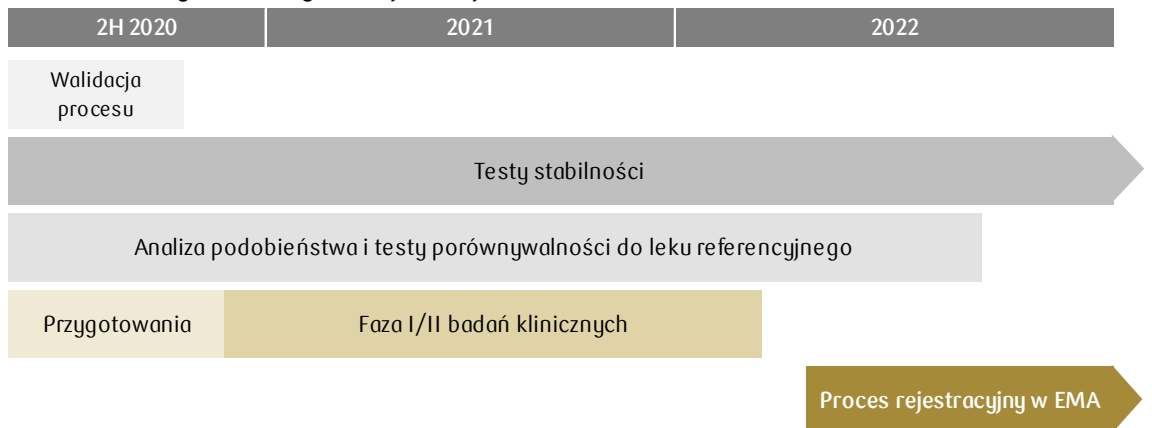 2H 2020
2021
2022
Walidacja
procesu
Testy stabilności
Analiza podobieństwa i testy porównywalności do leku referencyjnego
Przygotowania
Faza I/II badań klinicznych
Proces rejestracyjny w EMA